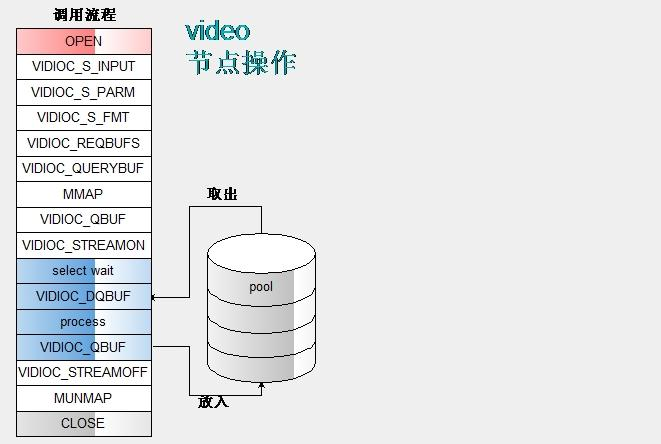 调用流程
video
节点操作
OPEN
VIDIOC_S_INPUT
VIDIOC_S_PARM
VIDIOC_S_FMT
VIDIOC_REQBUFS
VIDIOC_QUERYBUF
MMAP
VIDIOC_QBUF
VIDIOC_STREAMON
select wait
VIDIOC_DQBUF
process
VIDIOC_QBUF
VIDIOC_STREAMOFF
MUNMAP
CLOSE
取出
pool
放入